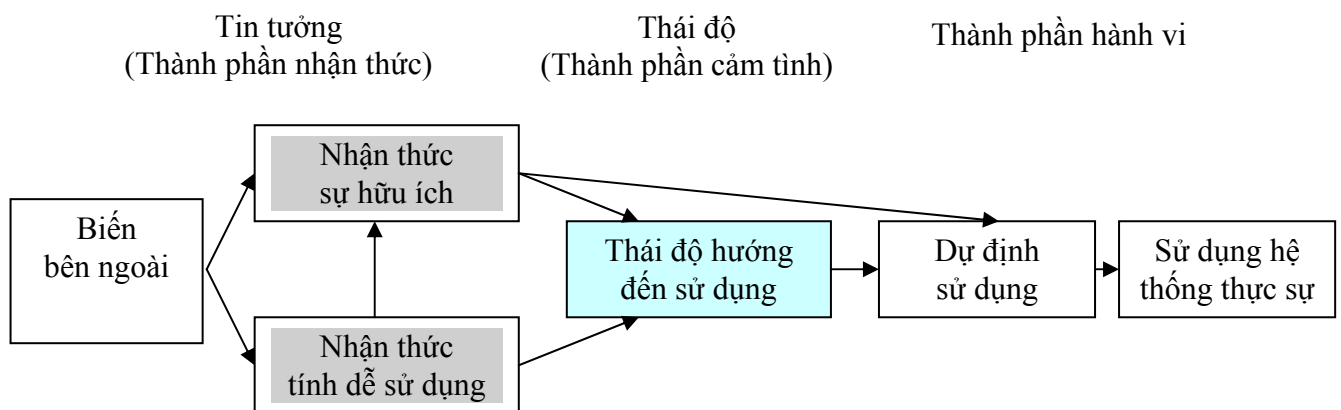 Tin tưởng
(Thành phần nhận thức)
Thái độ
(Thành phần cảm tình)
Thành phần hành vi
Nhận thức
sự hữu ích
Biến
bên ngoài
Thái độ hướng
đến sử dụng
Dự định
sử dụng
Sử dụng hệ
thống thực sự
Nhận thức
tính dễ sử dụng